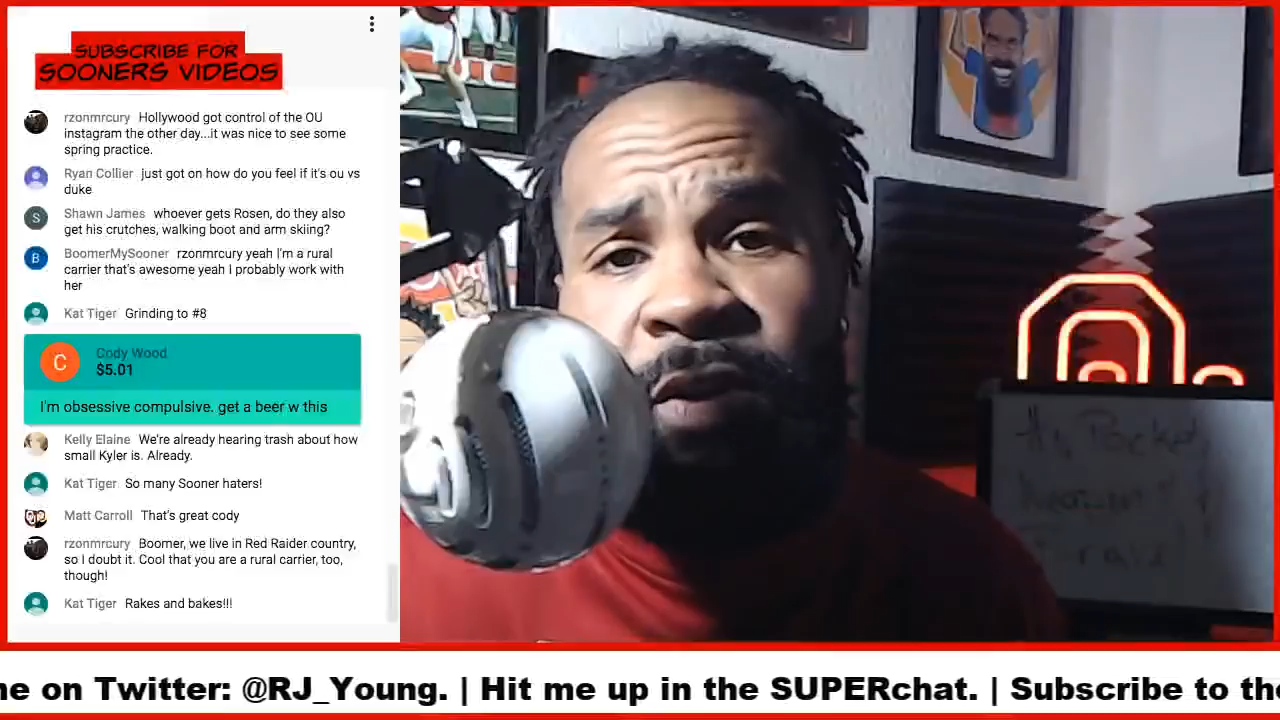 SUBSCRIBE FOR
SOONERS VIDEOS
rzonmrcury Hollywood got control of the OU
instagram the other day...it was nice to see some
spring practice.
Ryan Collier just got on how do you feel if it's ou vs
duke
S Shawn James whoever gets Rosen, do they also
get his crutches, walking boot and arm skiing?
B BoomerMySooner rzonmrcury yeah I'm a rural
carrier that's awesome yeah I probably work with
her
Kat Tiger Grinding to #8
C Cody Wood
$5.01
I'm obsessive compulsive. get a beer w this
Kelly Elaine We're already hearing trash about how
small Kyler is. Already.
Kat Tiger So many Sooner haters!
Matt Carroll That's great cody
rzonmrcury Boomer, we live in Red Raider country,
so I doubt it. Cool that you are a rural carrier, too,
though!
Kat Tiger Rakes and bakes!!!
Hi, Rocket
ne on Twitter: @RJ_Young. | Hit me up in the SUPERchat. | Subscribe to the